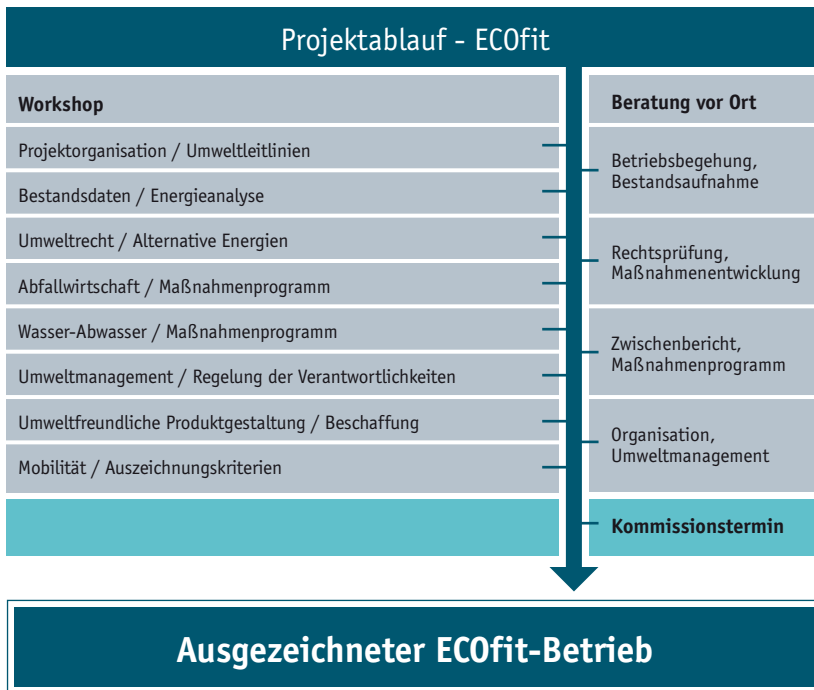 Projektablauf - ECOfit
Workshop
Projektorganisation / Umweltleitlinien
Bestandsdaten / Energieanalyse
Umweltrecht / Alternative Energien
Abfallwirtschaft / Maßnahmenprogramm
Wasser-Abwasser / Maßnahmenprogramm
Umweltmanagement / Regelung der Verantwortlichkeiten
Umweltfreundliche Produktgestaltung / Beschaffung
Mobilität / Auszeichnungskriterien
Beratung vor Ort
Betriebsbegehung,
Bestandsaufnahme
Rechtsprüfung,
Maßnahmenentwicklung
Zwischenbericht,
Maßnahmenprogramm
Organisation,
Umweltmanagement
Kommissionstermin
Ausgezeichneter ECOfit-Betrieb